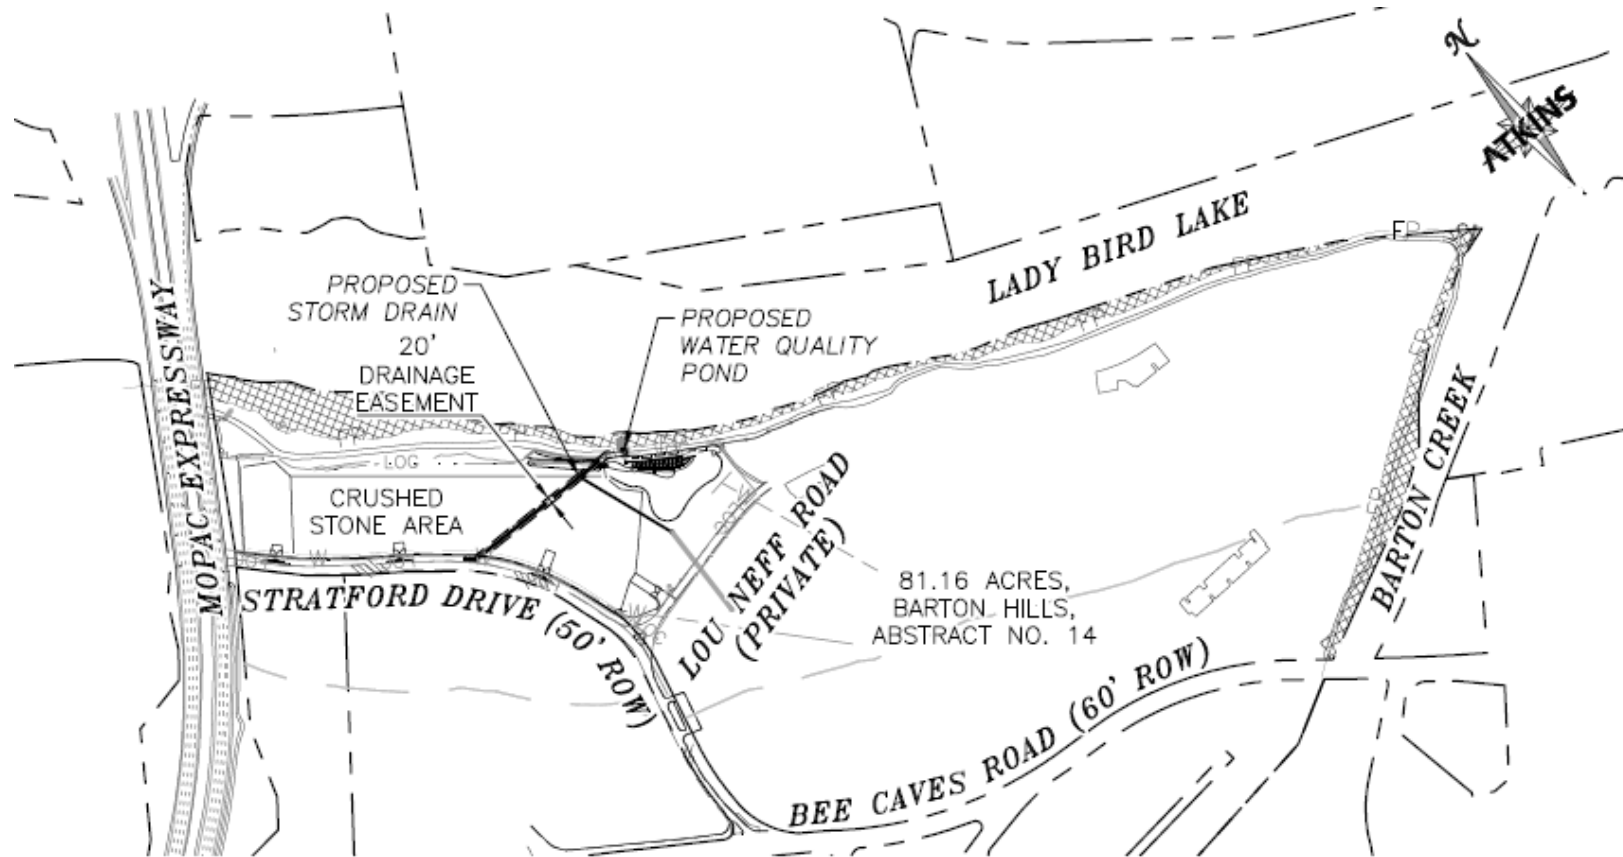 N
ATKINS
LADY BIRD LAKE
PROPOSED
STORM DRAIN
20'
DRAINAGE
EASEMENT
PROPOSED
WATER QUALITY
POND
MOPAC EXPRESSWAY
LOG
CRUSHED
STONE AREA
STRATFORD DRIVE (50' ROW)
LOU NEFF ROAD
(PRIVATE)
81.16 ACRES,
BARTON HILLS,
ABSTRACT NO. 14
BARTON CREEK
BEE CAVES ROAD (60' ROW)